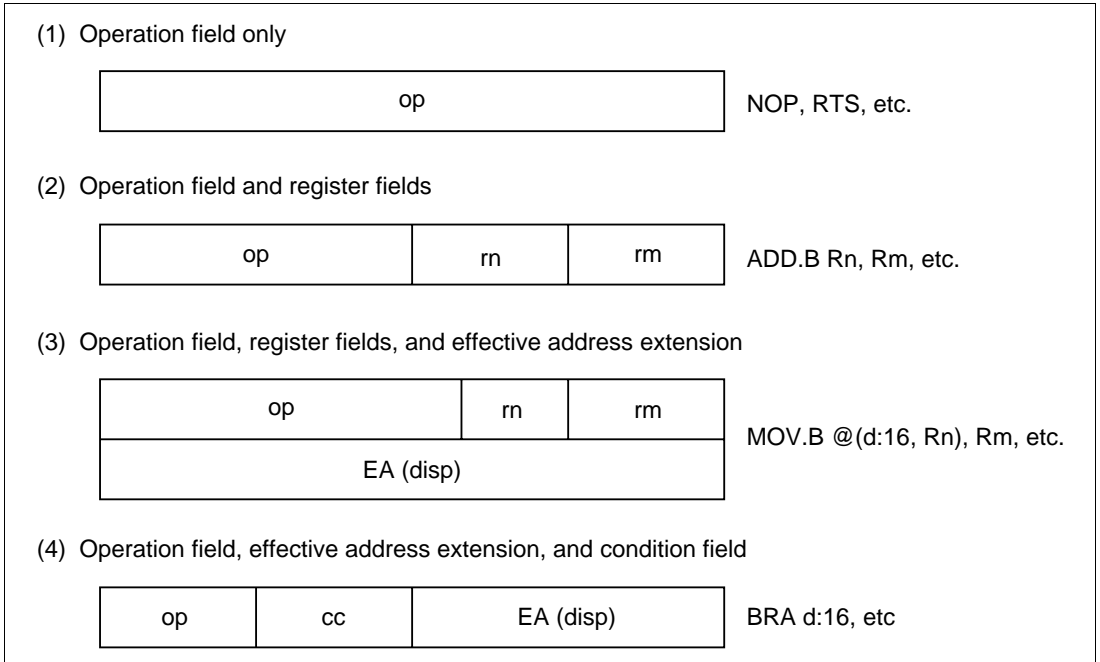 (1) Operation field only
op
NOP, RTS, etc.
(2) Operation field and register fields
op rn rm
ADD.B Rn, Rm, etc.
(3) Operation field, register fields, and effective address extension
op rn rm
EA (disp)
MOV.B @(d:16, Rn), Rm, etc.
(4) Operation field, effective address extension, and condition field
op cc EA (disp)
BRA d:16, etc